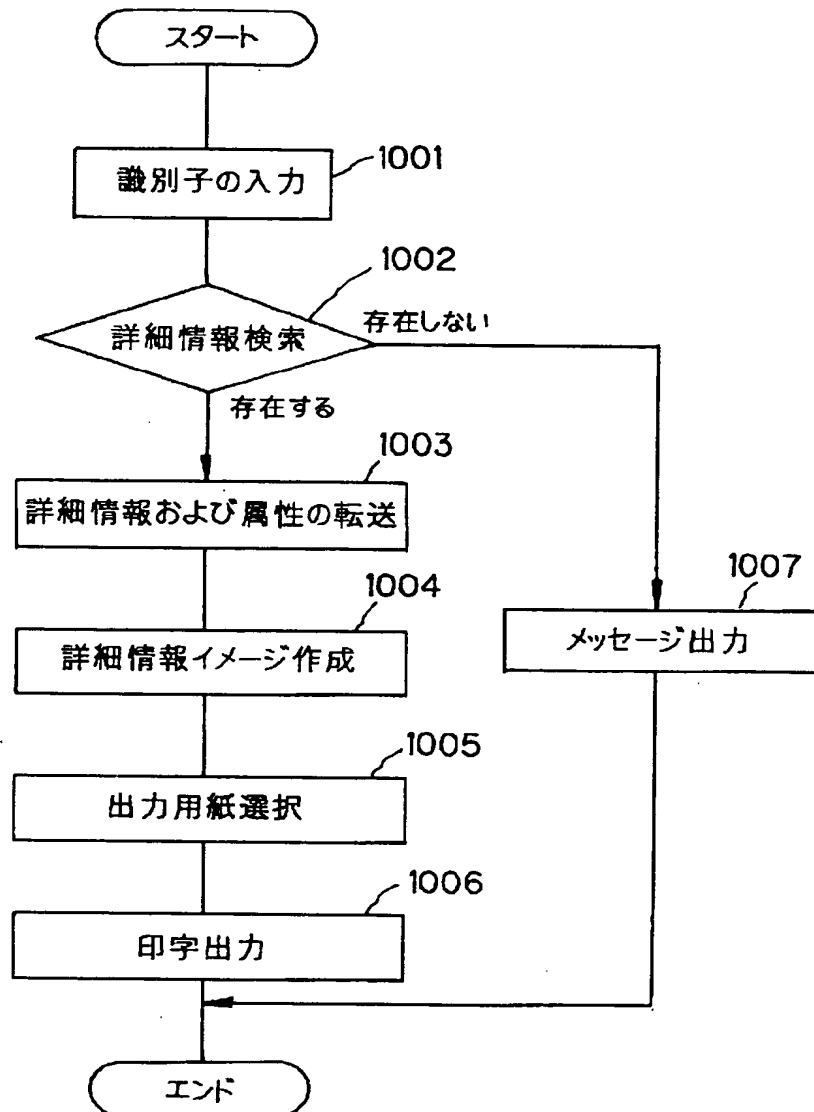 スタート
1001
識別子の入力
1002
詳細情報検索
存在しない
存在する
1003
詳細情報および属性の転送
1004
詳細情報イメージ作成
1007
メッセージ出力
1005
出力用紙選択
1006
印字出力
エンド